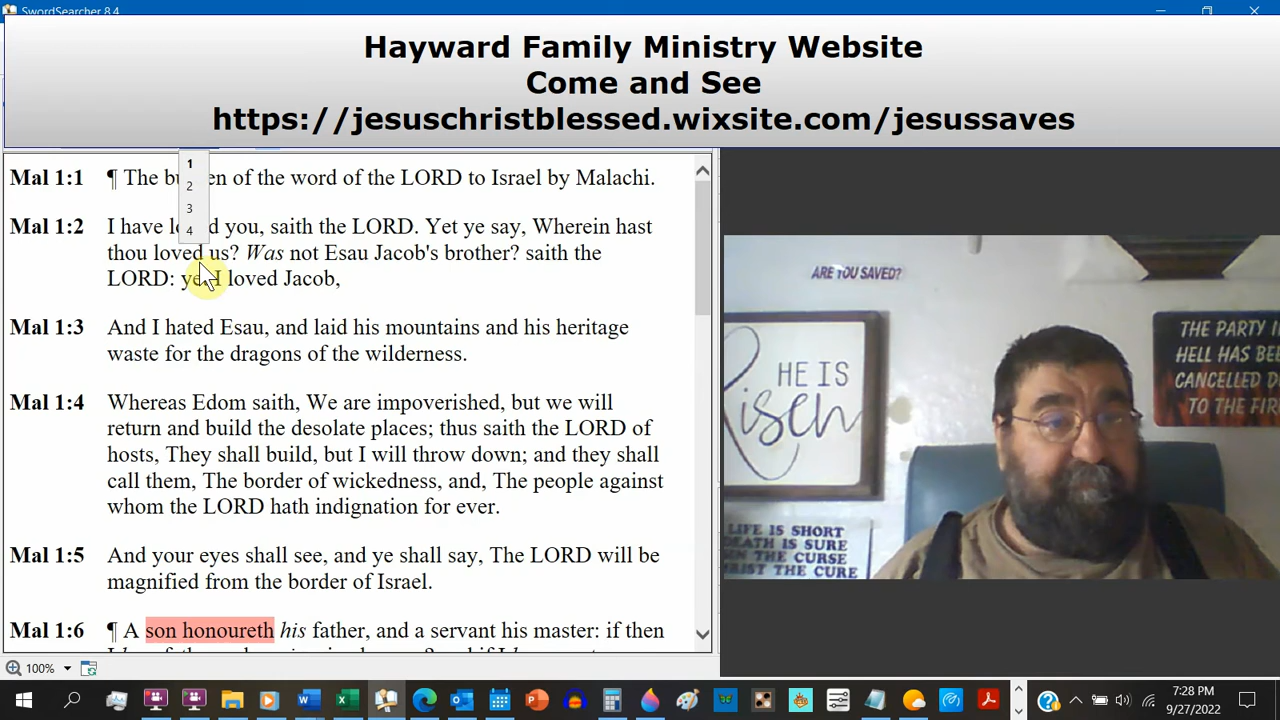 SwordSearcher 8.4
Hayward Family Ministry Website
Come and See
https://jesuschristblessed.wixsite.com/jesussaves
1
2
3
4
Mal 1:1 ¶ The of the word of the LORD to Israel by Malachi.
Mal 1:2 I have you, saith the LORD. Yet ye say, Wherein hast
thou loved us? Was not Esau Jacob's brother? saith the
LORD: I loved Jacob,
Mal 1:3 And I hated Esau, and laid his mountains and his heritage
waste for the dragons of the wilderness.
Mal 1:4 Whereas Edom saith, We are impoverished, but we will
return and build the desolate places; thus saith the LORD of
hosts, They shall build, but I will throw down; and they shall
call them, The border of wickedness, and, The people against
whom the LORD hath indignation for ever.
Mal 1:5 And your eyes shall see, and ye shall say, The LORD will be
magnified from the border of Israel.
Mal 1:6 ¶ A son honoureth his father, and a servant his master: if then
100%
ARE YOU SAVED?
HE IS
Risen
THE PARTY IN
HELL HAS BEE
CANCELLED D
TO THE FIR
LIFE IS SHORT
DEATH IS SURE
THE CURSE
THE CURE
7:28 PM
9/27/2022